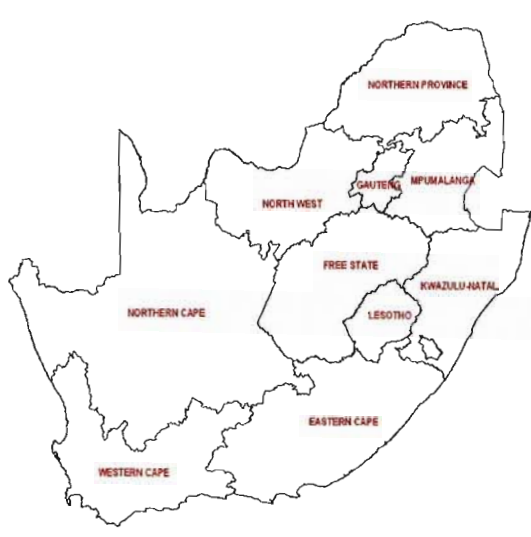 NORTHERN PROVINCE
GAUTENG
MPUMALANGA
NORTH WEST
FREE STATE
KWAZULU-NATAL
NORTHERN CAPE
LESOTHO
EASTERN CAPE
WESTERN CAPE